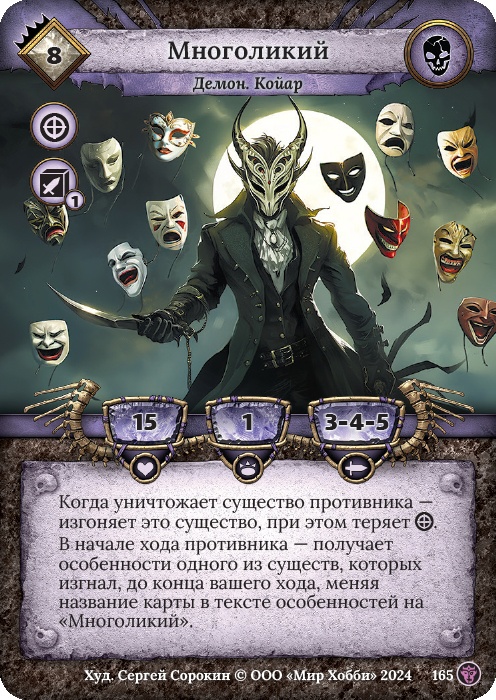 8
Многоликий
Демон. Койар
1
15
1
3-4-5
Когда уничтожает существо противника —
изгоняет это существо, при этом теряет .
В начале хода противника — получает
особенности одного из существ, которых
изгнал, до конца вашего хода, меняя
название карты в тексте особенностей на
«Многоликий».
Худ. Сергей Сорокин © ООО «Мир Хобби» 2024 165